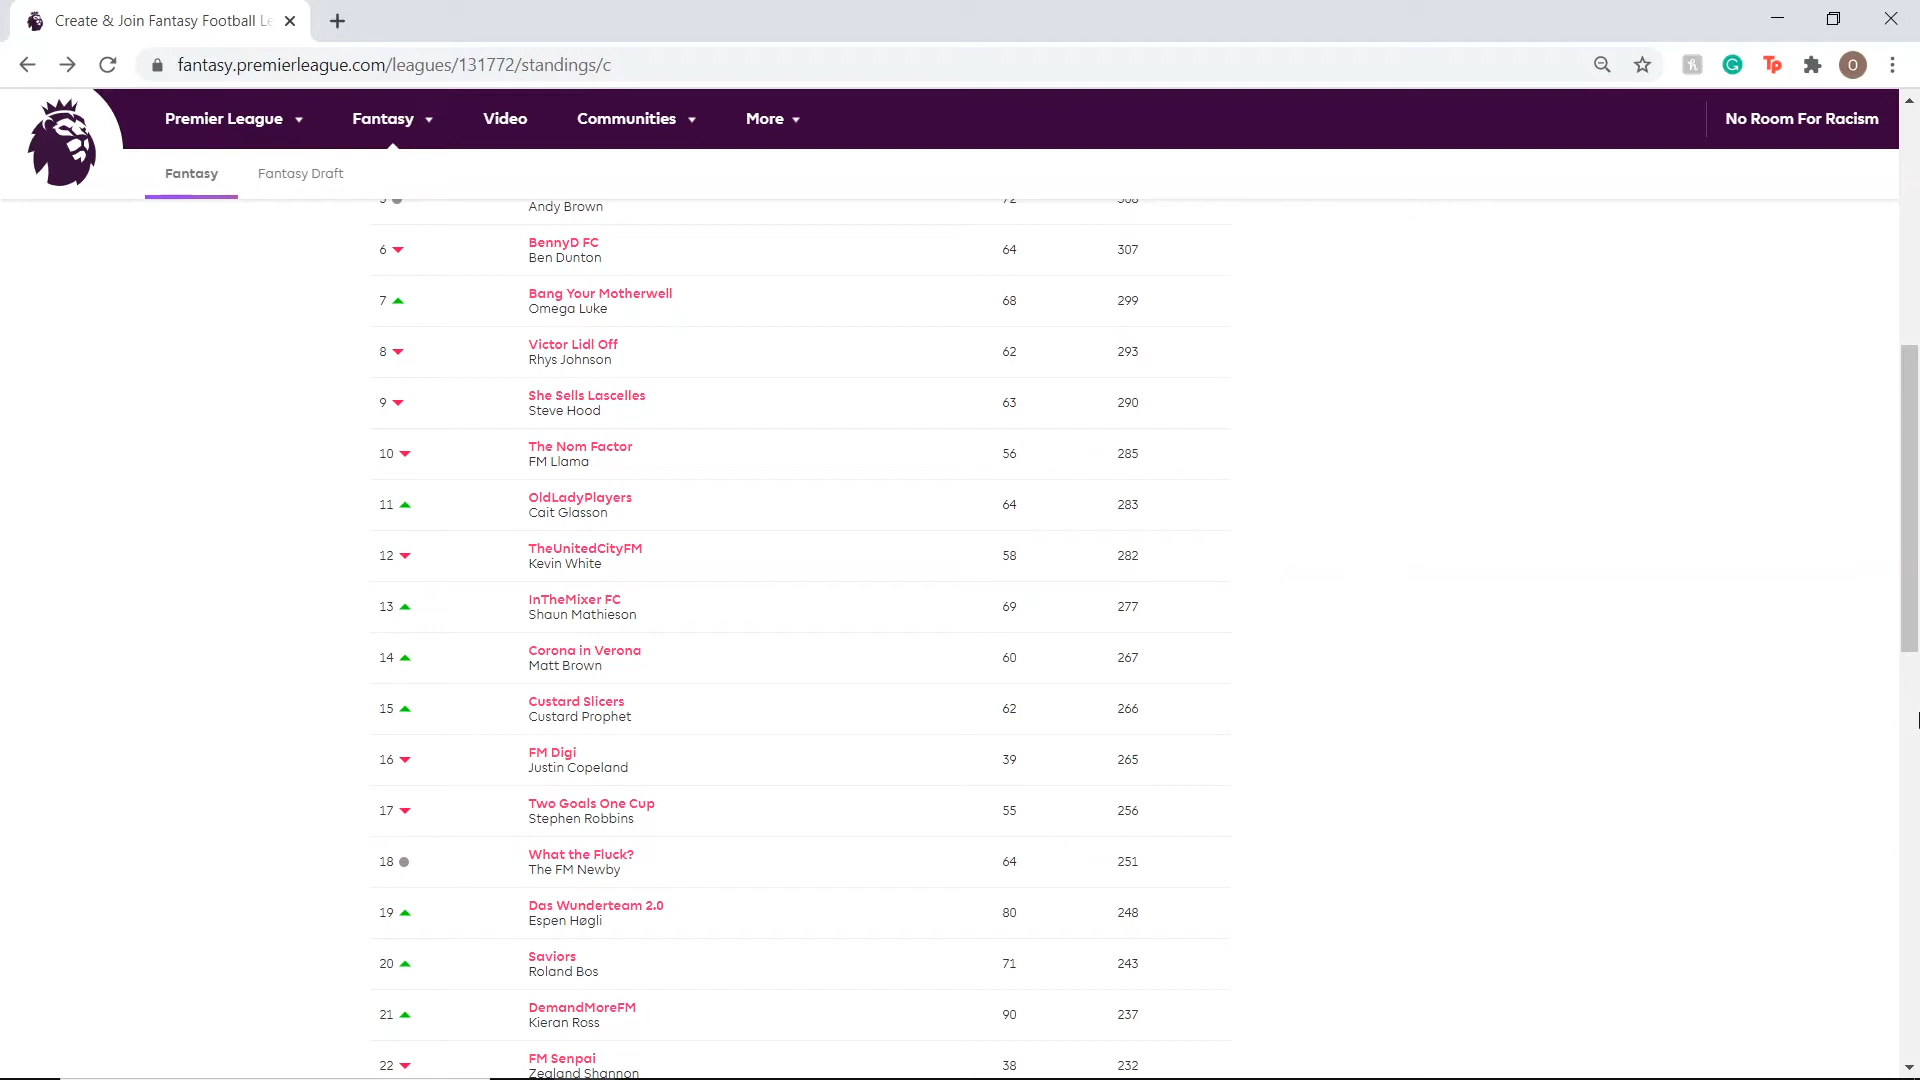 Create & Join Fantasy Football Le
fantasy.premierleague.com/leagues/131772/standings/c
O
Premier League
Fantasy
Video
Communities
More
No Room For Racism
Fantasy
Fantasy Draft
Andy Brown
6 BennyD FC 64 307
Ben Dunton
7 Bang Your Motherwell 68 299
Omega Luke
8 Victor Lidl Off 62 293
Rhys Johnson
9 She Sells Lascelles 63 290
Steve Hood
10 The Nom Factor 56 285
FM Llama
11 OldLadyPlayers 64 283
Cait Glasson
12 TheUnitedCityFM 58 282
Kevin White
13 InTheMixer FC 69 277
Shaun Mathieson
14 Corona in Verona 60 267
Matt Brown
15 Custard Slicers 62 266
Custard Prophet
16 FM Digi 39 265
Justin Copeland
17 Two Goals One Cup 55 256
Stephen Robbins
18 What the Fluck? 64 251
The FM Newby
19 Das Wunderteam 2.0 80 248
Espen Høgli
20 Saviors 71 243
Roland Bos
21 DemandMoreFM 90 237
Kieran Ross
22 FM Senpai 38 232
Zealand Shannon